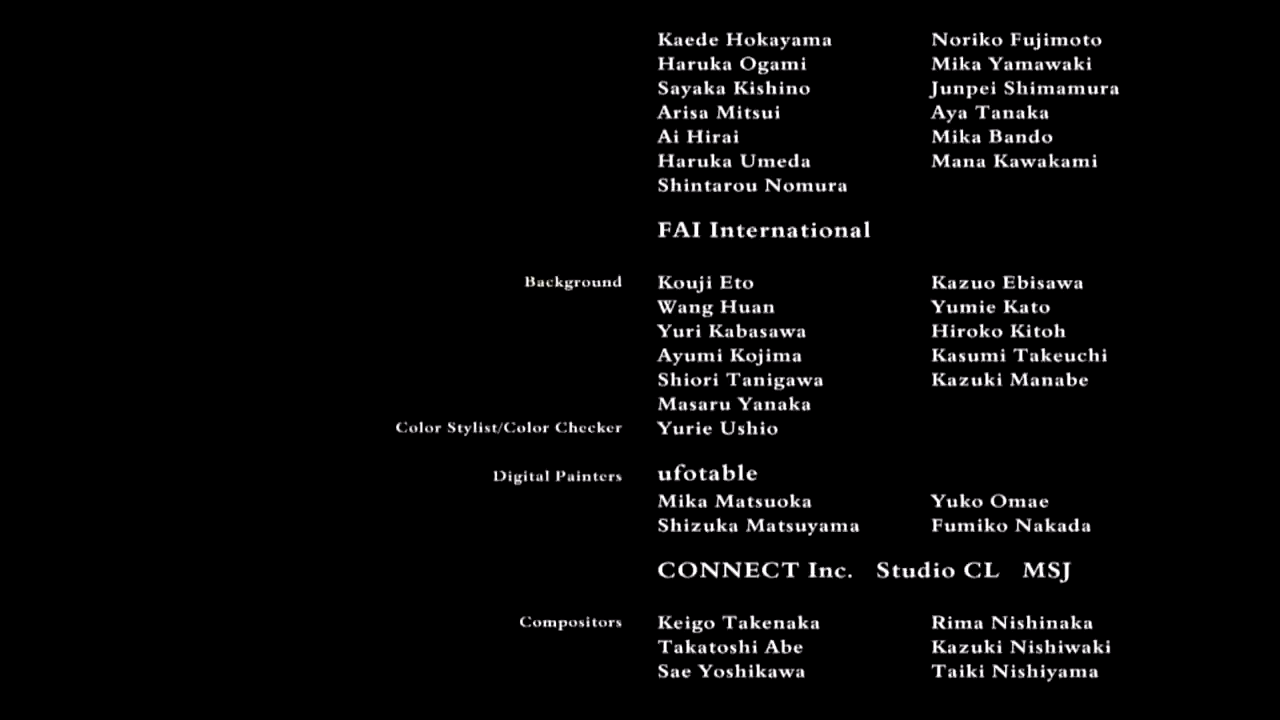 Kaede Hokayama Noriko Fujimoto
Haruka Ogami Mika Yamawaki
Sayaka Kishino Junpei Shimamura
Arisa Mitsui Aya Tanaka
Ai Hirai Mika Bando
Haruka Umeda Mana Kawakami
Shintarou Nomura
FAI International
Background Kouji Eto Kazuo Ebisawa
Wang Huan Yumie Kato
Yuri Kabasawa Hiroko Kitoh
Ayumi Kojima Kasumi Takeuchi
Shiori Tanigawa Kazuki Manabe
Masaru Yanaka
Color Stylist/Color Checker Yurie Ushio
Digital Painters ufotable
Mika Matsuoka Yuko Omae
Shizuka Matsuyama Fumiko Nakada
CONNECT Inc. Studio CL MSJ
Compositors Keigo Takenaka Rima Nishinaka
Takatoshi Abe Kazuki Nishiwaki
Sae Yoshikawa Taiki Nishiyama